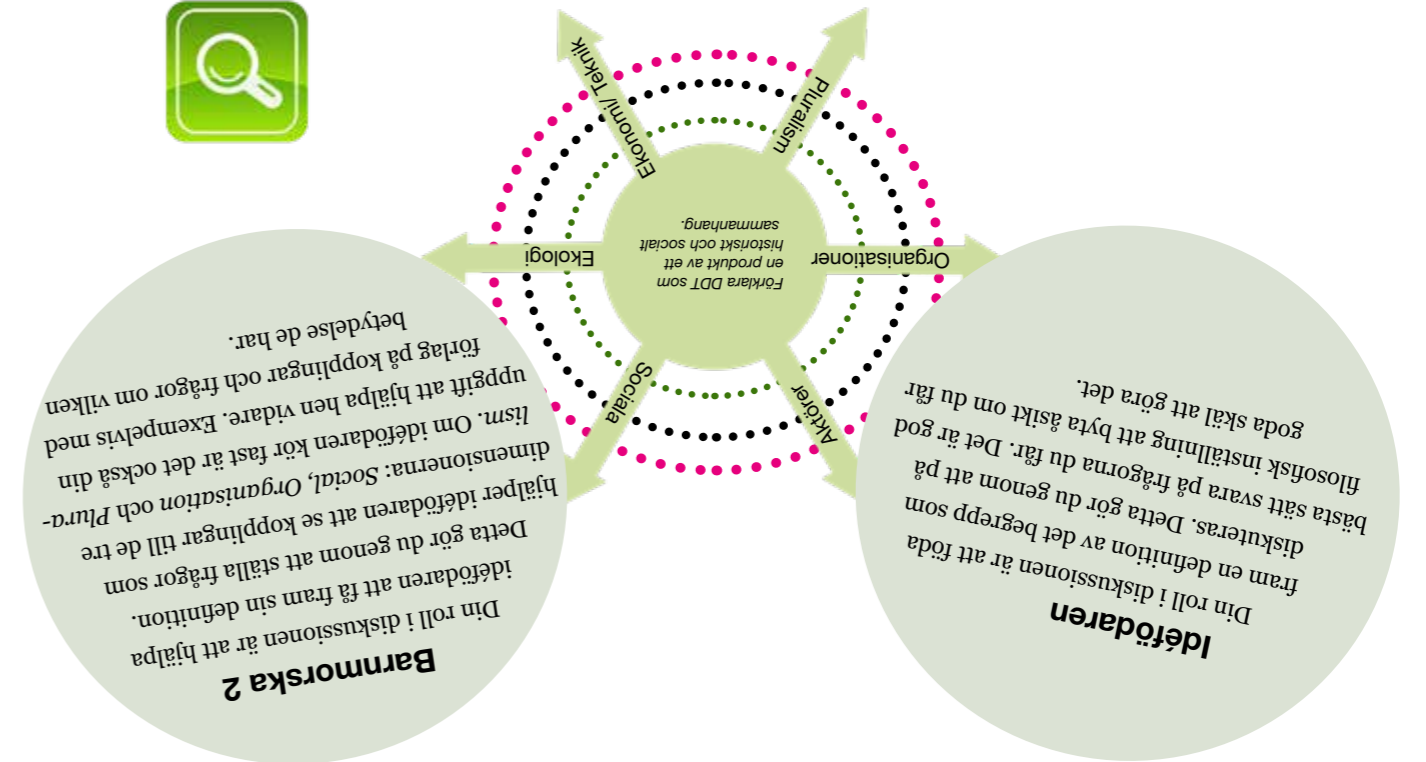 Idéfödaren
Din roll i diskussionen är att föda
fram en definition av det begrepp som
diskuteras. Detta gör du genom att på
bästa sätt svara på frågorna du får. Det är god
filosofisk inställning att byta åsikt om du får
goda skäl att göra det.
Barnmorska 2
Din roll i diskussionen är att hjälpa
idéfödaren att få fram sin definition.
Detta gör du genom att ställa frågor som
hjälper idéfödaren att se kopplingar till de tre
dimensionerna: Social, Organisation och Plura-
lism. Om idéfödaren kör fast är det också din
uppgift att hjälpa hen vidare. Exempelvis med
förlag på kopplingar och frågor om vilken
betydelse de har.
Aktörer
Sociala
Organisationer
Förklara DDT som
en produkt av ett
historiskt och socialt
sammanhang.
Ekologi
Pluralism
Ekonomi/ Teknik